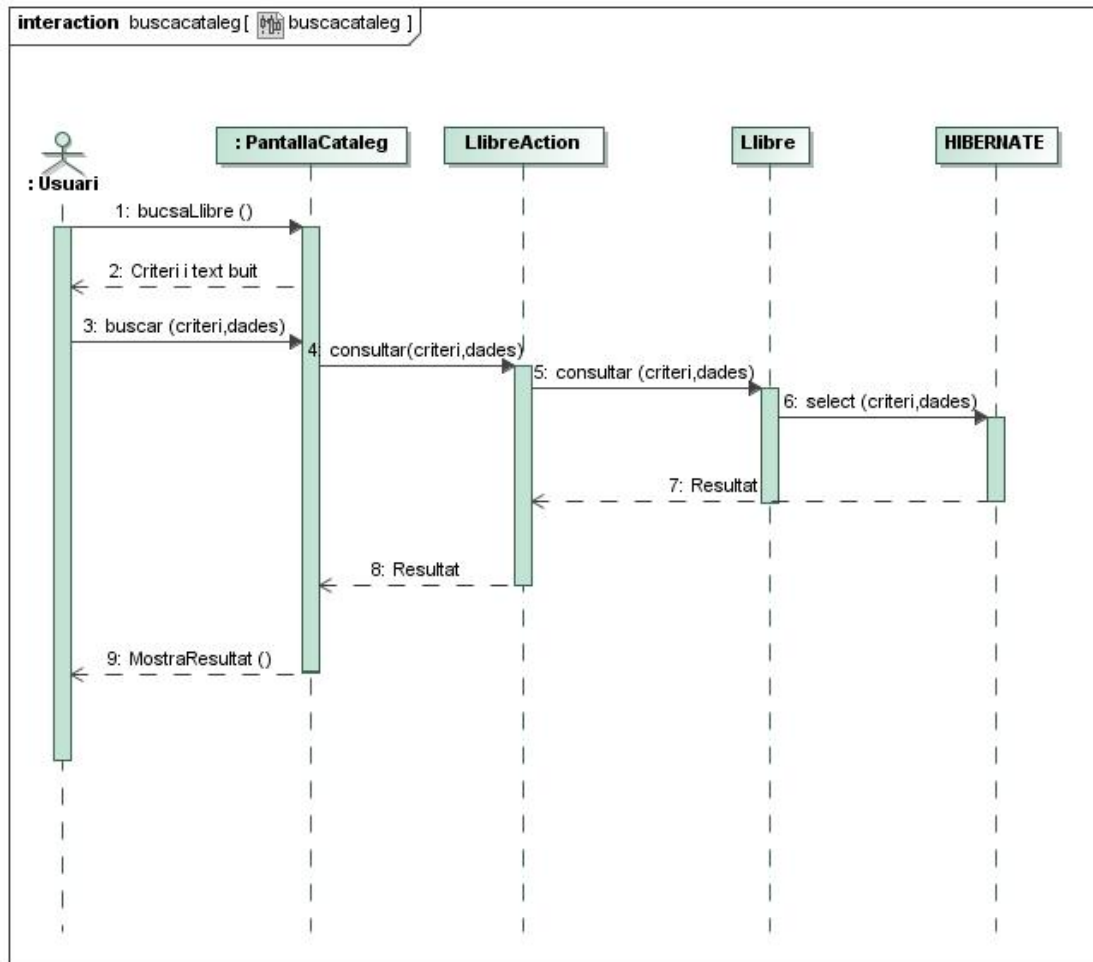 interaction buscacataleg [ buscacataleg ]
: Usuari
: PantallaCataleg
LlibreAction
Llibre
HIBERNATE
1: bucsaLlibre ()
2: Criteri i text buit
3: buscar (criteri,dades)
4: consultar(criteri,dades)
5: consultar (criteri,dades)
6: select (criteri,dades)
7: Resultat
8: Resultat
9: MostraResultat ()